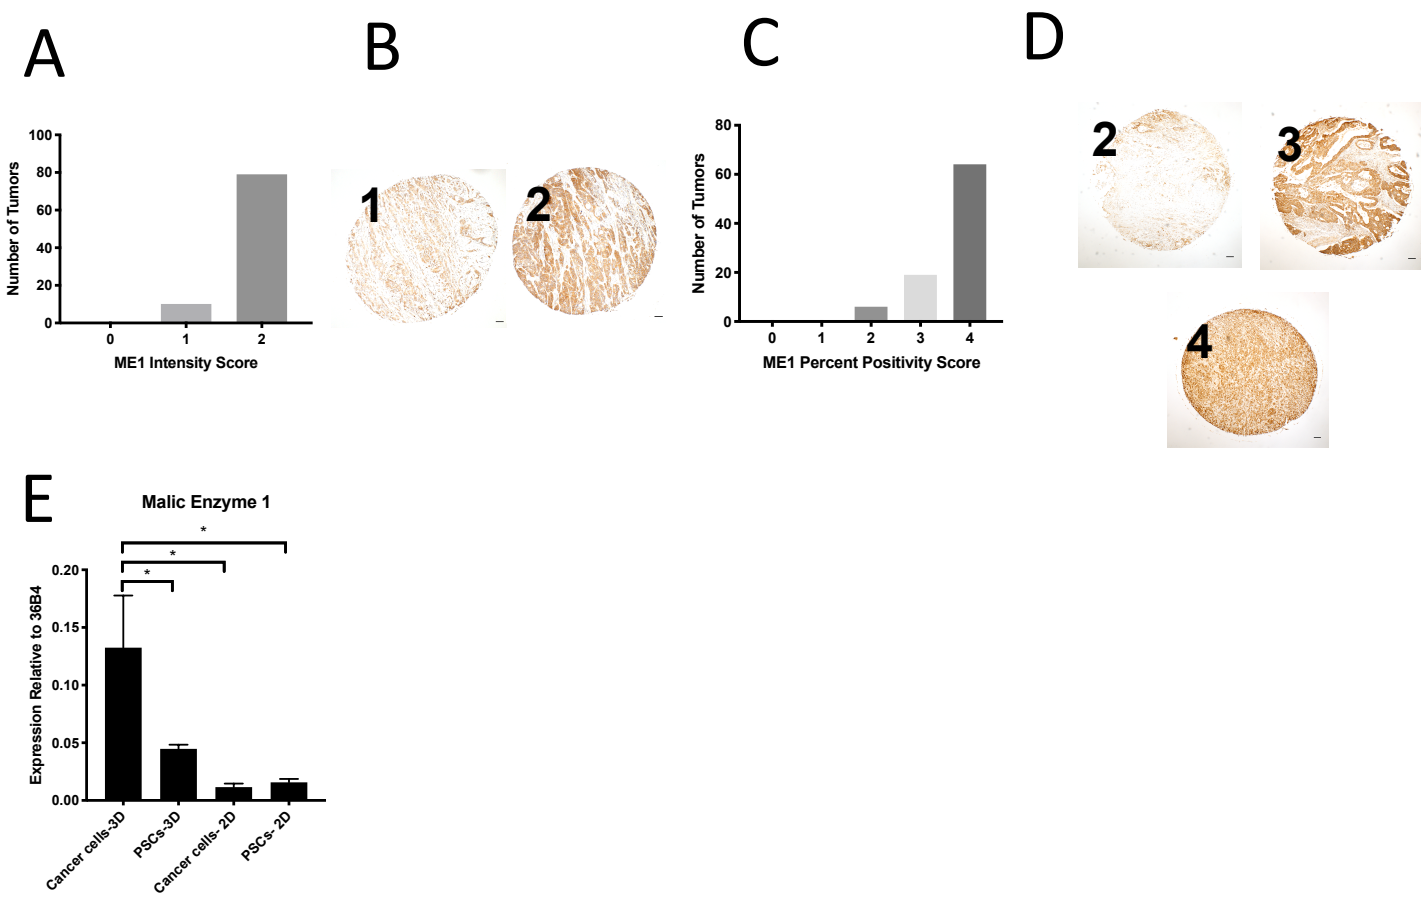 A
B
C
D
100
80
60
40
20
0
Number of Tumors
0 1 2
ME1 Intensity Score
1
2
80
60
40
20
0
Number of Tumors
0 1 2 3 4
ME1 Percent Positivity Score
2
3
4
E
Malic Enzyme 1
*
*
*
0.20
0.15
0.10
0.05
0.00
Expression Relative to 36B4
Cancer cells-3D
PSCs-3D
Cancer cells- 2D
PSCs- 2D